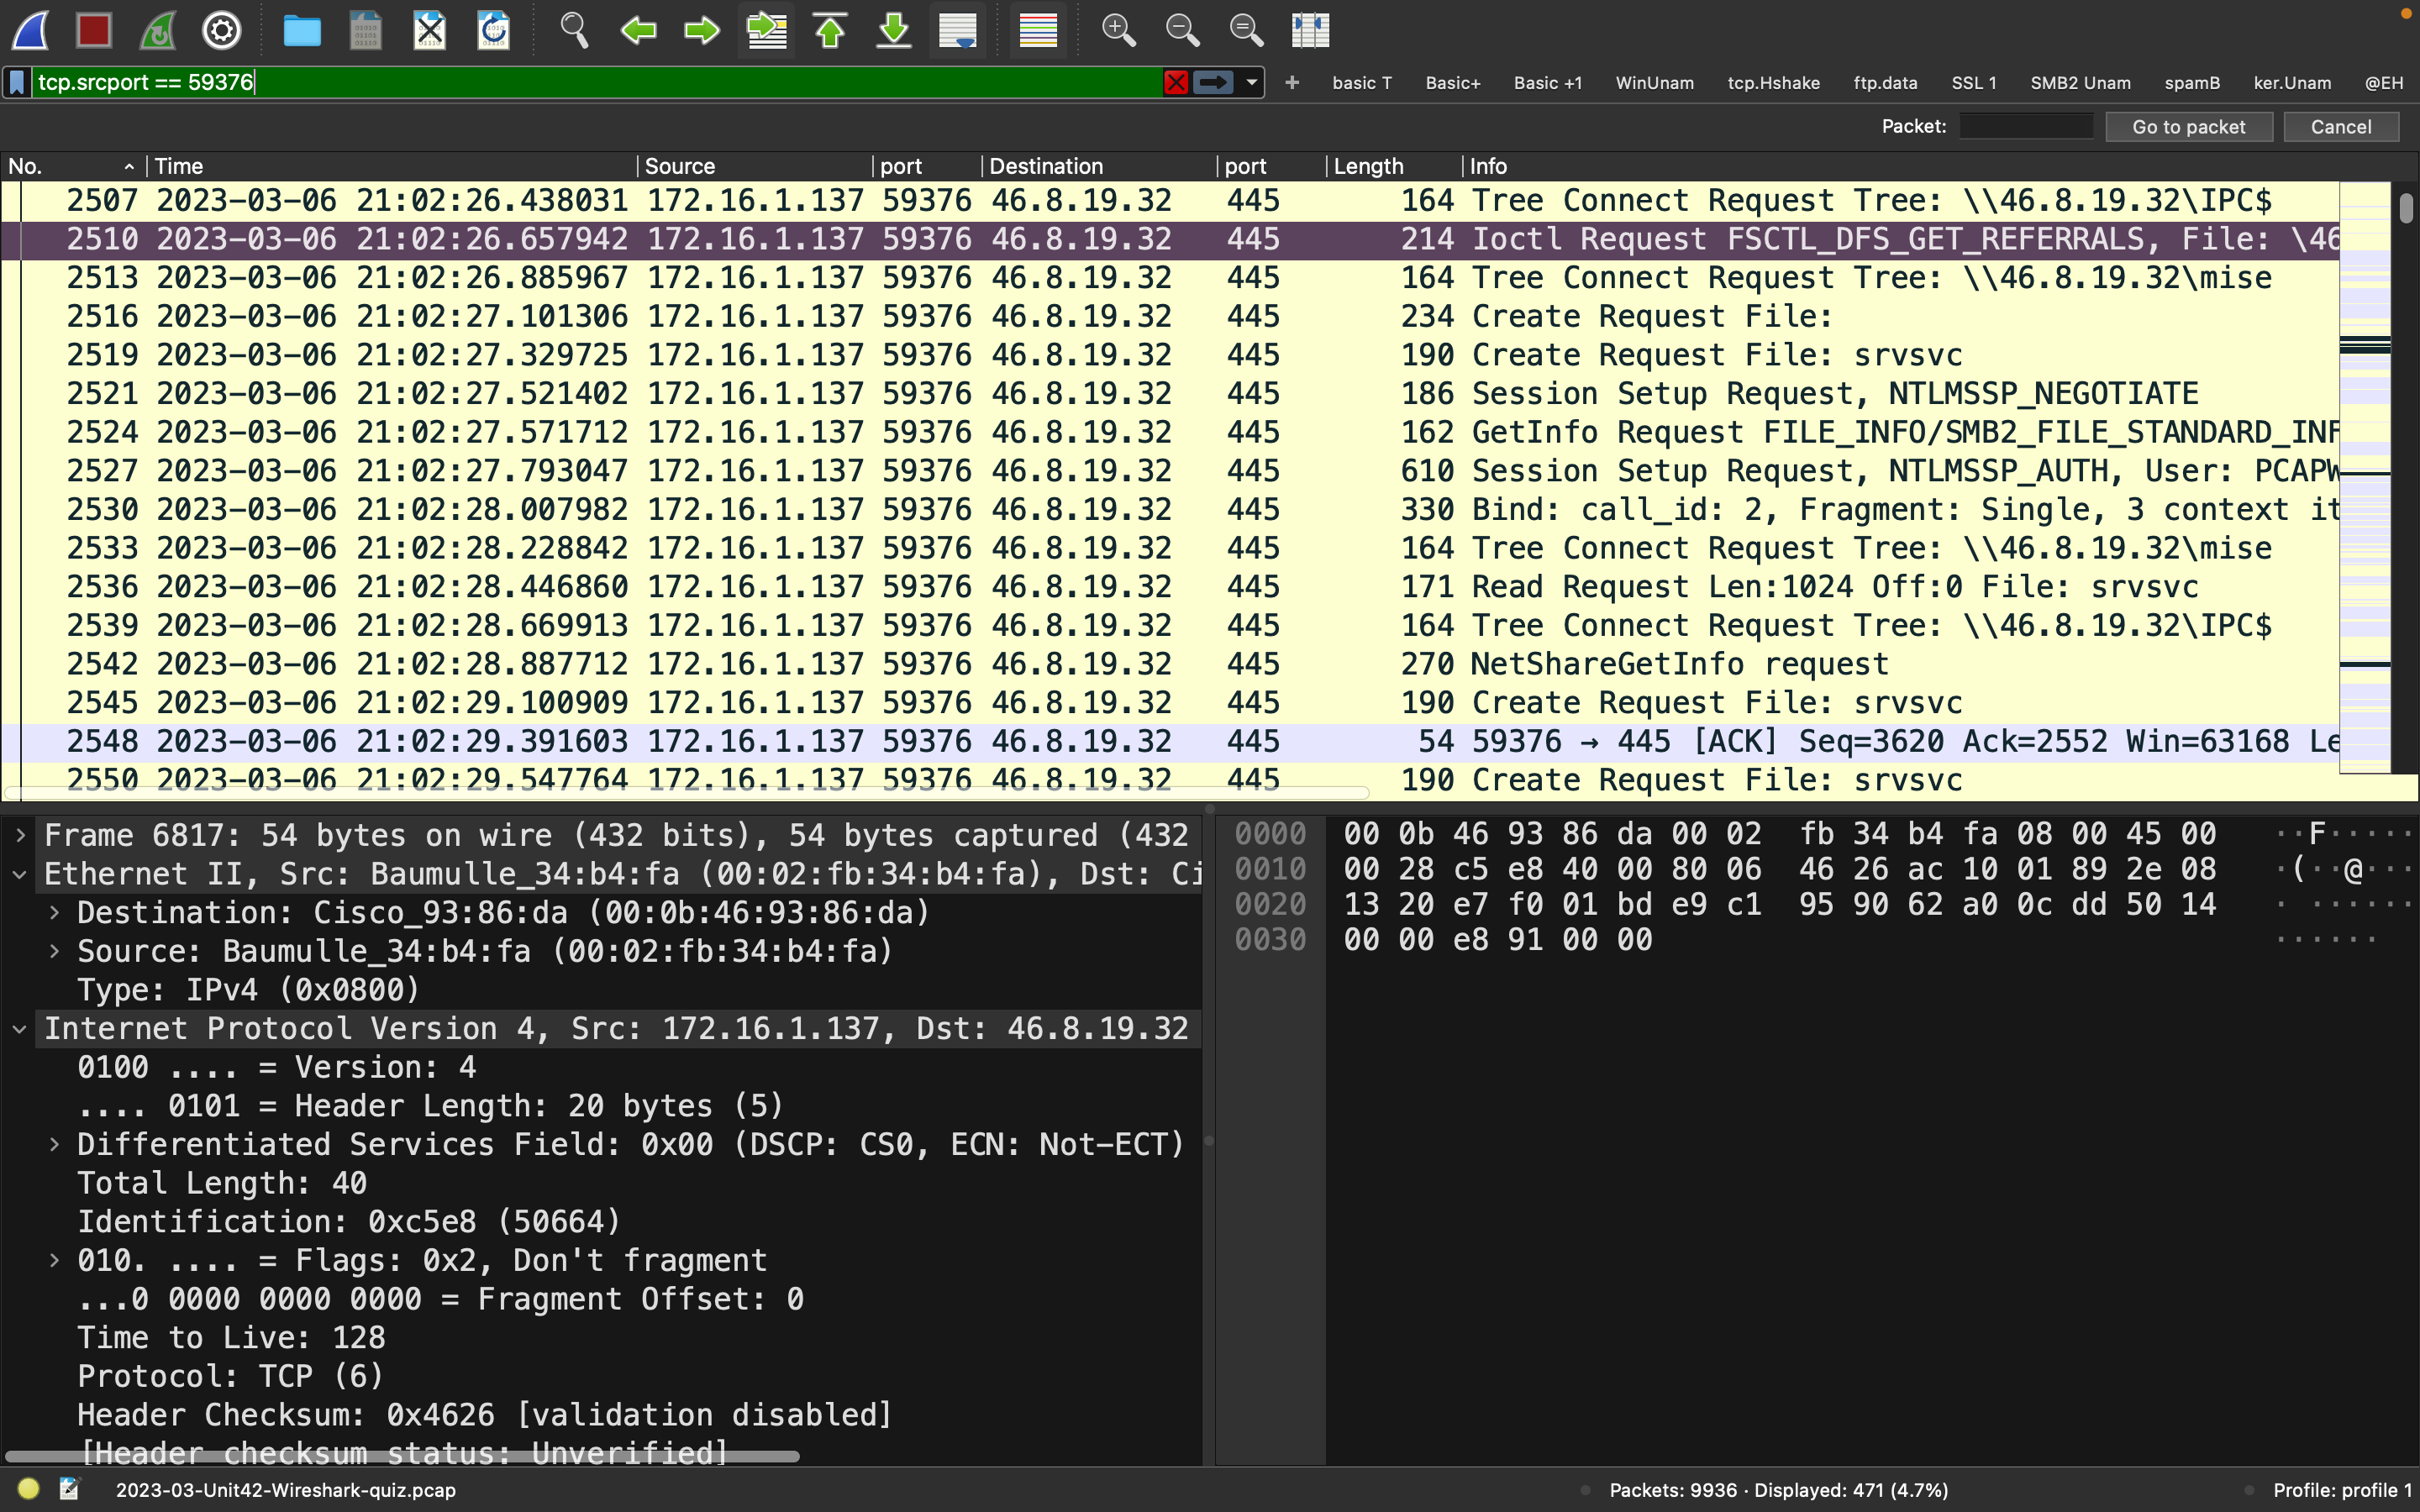 tcp.srcport == 59376
+ basic T Basic+ Basic +1 WinUnam tcp.Hshake ftp.data SSL 1 SMB2 Unam spamB ker.Unam @EH
Packet: Go to packet Cancel
No. Time Source port Destination port Length Info
2507 2023-03-06 21:02:26.438031 172.16.1.137 59376 46.8.19.32 445 164 Tree Connect Request Tree: \\46.8.19.32\IPC$
2510 2023-03-06 21:02:26.657942 172.16.1.137 59376 46.8.19.32 445 214 Ioctl Request FSCTL_DFS_GET_REFERRALS, File: \46
2513 2023-03-06 21:02:26.885967 172.16.1.137 59376 46.8.19.32 445 164 Tree Connect Request Tree: \\46.8.19.32\mise
2516 2023-03-06 21:02:27.101306 172.16.1.137 59376 46.8.19.32 445 234 Create Request File:
2519 2023-03-06 21:02:27.329725 172.16.1.137 59376 46.8.19.32 445 190 Create Request File: srvsvc
2521 2023-03-06 21:02:27.521402 172.16.1.137 59376 46.8.19.32 445 186 Session Setup Request, NTLMSSP_NEGOTIATE
2524 2023-03-06 21:02:27.571712 172.16.1.137 59376 46.8.19.32 445 162 GetInfo Request FILE_INFO/SMB2_FILE_STANDARD_INF
2527 2023-03-06 21:02:27.793047 172.16.1.137 59376 46.8.19.32 445 610 Session Setup Request, NTLMSSP_AUTH, User: PCAPW
2530 2023-03-06 21:02:28.007982 172.16.1.137 59376 46.8.19.32 445 330 Bind: call_id: 2, Fragment: Single, 3 context it
2533 2023-03-06 21:02:28.228842 172.16.1.137 59376 46.8.19.32 445 164 Tree Connect Request Tree: \\46.8.19.32\mise
2536 2023-03-06 21:02:28.446860 172.16.1.137 59376 46.8.19.32 445 171 Read Request Len:1024 Off:0 File: srvsvc
2539 2023-03-06 21:02:28.669913 172.16.1.137 59376 46.8.19.32 445 164 Tree Connect Request Tree: \\46.8.19.32\IPC$
2542 2023-03-06 21:02:28.887712 172.16.1.137 59376 46.8.19.32 445 270 NetShareGetInfo request
2545 2023-03-06 21:02:29.100909 172.16.1.137 59376 46.8.19.32 445 190 Create Request File: srvsvc
2548 2023-03-06 21:02:29.391603 172.16.1.137 59376 46.8.19.32 445 54 59376 → 445 [ACK] Seq=3620 Ack=2552 Win=63168 Le
2550 2023-03-06 21:02:29.547764 172.16.1.137 59376 46.8.19.32 445 190 Create Request File: srvsvc
Frame 6817: 54 bytes on wire (432 bits), 54 bytes captured (432
Ethernet II, Src: Baumulle_34:b4:fa (00:02:fb:34:b4:fa), Dst: Ci
Destination: Cisco_93:86:da (00:0b:46:93:86:da)
Source: Baumulle_34:b4:fa (00:02:fb:34:b4:fa)
Type: IPv4 (0x0800)
Internet Protocol Version 4, Src: 172.16.1.137, Dst: 46.8.19.32
0100 .... = Version: 4
.... 0101 = Header Length: 20 bytes (5)
Differentiated Services Field: 0x00 (DSCP: CS0, ECN: Not-ECT)
Total Length: 40
Identification: 0xc5e8 (50664)
010. .... = Flags: 0x2, Don't fragment
...0 0000 0000 0000 = Fragment Offset: 0
Time to Live: 128
Protocol: TCP (6)
Header Checksum: 0x4626 [validation disabled]
[Header checksum status: Unverified]
0000 00 0b 46 93 86 da 00 02 fb 34 b4 fa 08 00 45 00 ··F·····
0010 00 28 c5 e8 40 00 80 06 46 26 ac 10 01 89 2e 08 ·(··@···
0020 13 20 e7 f0 01 bd e9 c1 95 90 62 a0 0c dd 50 14 · ······
0030 00 00 e8 91 00 00 ······
2023-03-Unit42-Wireshark-quiz.pcap Packets: 9936 · Displayed: 471 (4.7%) Profile: profile 1